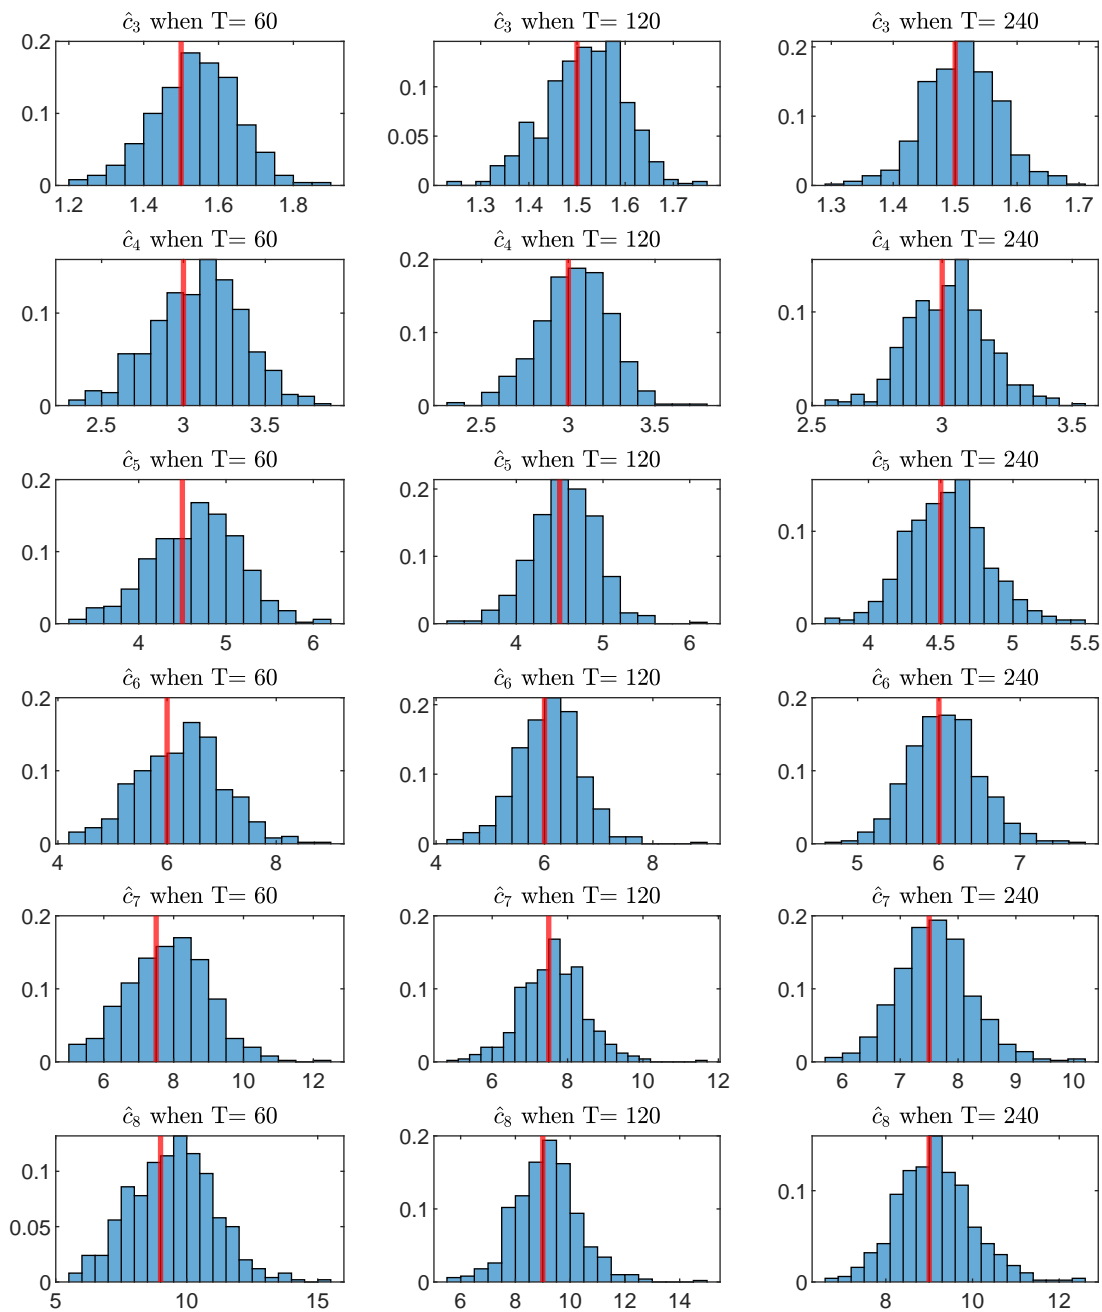 ĉ₃ when T= 60
ĉ₃ when T= 120
ĉ₃ when T= 240
0.2
0.1
0
1.2 1.4 1.6 1.8
0.1
0.05
0
1.3 1.4 1.5 1.6 1.7
0.2
0.1
0
1.3 1.4 1.5 1.6 1.7
ĉ₄ when T= 60
ĉ₄ when T= 120
ĉ₄ when T= 240
0.1
0
2.5 3 3.5
0.2
0.1
0
2.5 3 3.5
0.1
0
2.5 3 3.5
ĉ₅ when T= 60
ĉ₅ when T= 120
ĉ₅ when T= 240
0.2
0.1
0
4 5 6
0.2
0.1
0
4 5 6
0.1
0
4 4.5 5 5.5
ĉ₆ when T= 60
ĉ₆ when T= 120
ĉ₆ when T= 240
0.2
0.1
0
4 6 8
0.2
0.1
0
4 6 8
0.2
0.1
0
5 6 7
ĉ₇ when T= 60
ĉ₇ when T= 120
ĉ₇ when T= 240
0.2
0.1
0
6 8 10 12
0.2
0.1
0
6 8 10 12
0.2
0.1
0
6 7 8 9 10
ĉ₈ when T= 60
ĉ₈ when T= 120
ĉ₈ when T= 240
0.1
0.05
0
5 10 15
0.2
0.1
0
6 8 10 12 14
0.1
0
8 10 12